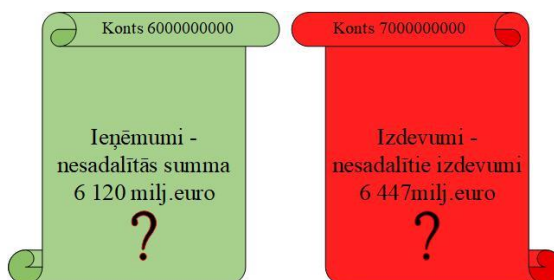 Konts 6000000000
Ieņēmumi -
nesadalītās summa
6 120 milj.euro
?
Konts 7000000000
Izdevumi -
nesadalītie izdevumi
6 447milj.euro
?